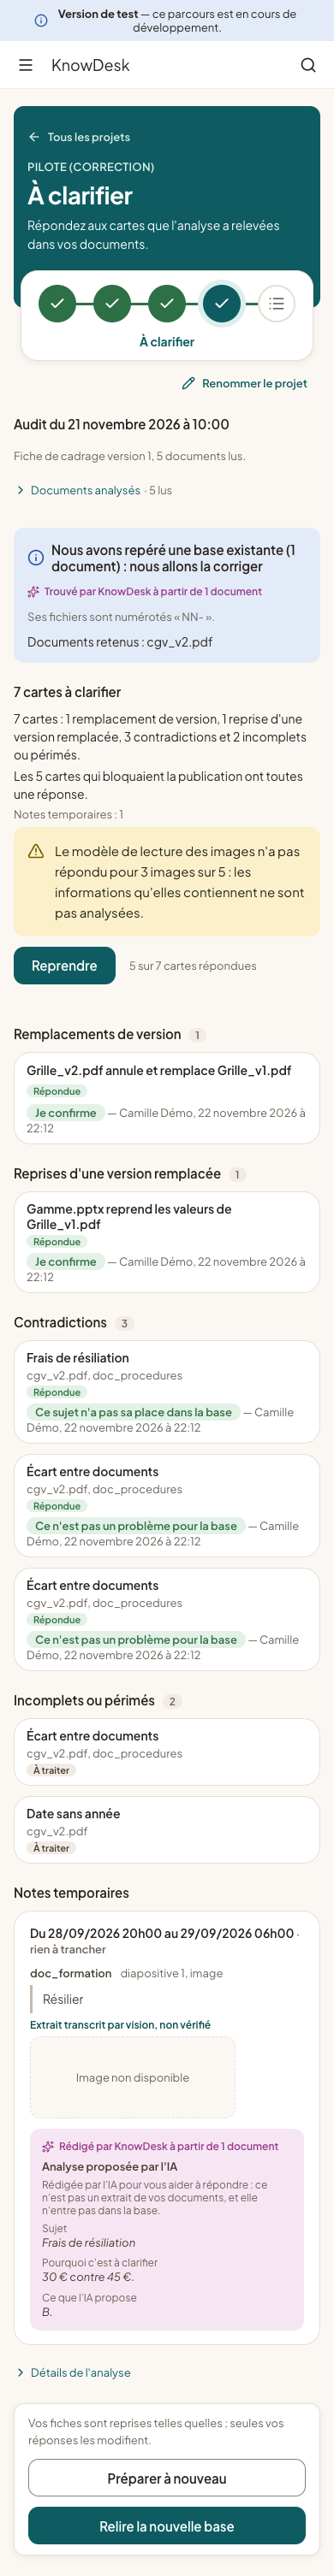 Version de test — ce parcours est en cours de
développement.
KnowDesk
Tous les projets
PILOTE (CORRECTION)
À clarifier
Répondez aux cartes que l'analyse a relevées
dans vos documents.
À clarifier
Renommer le projet
Audit du 21 novembre 2026 à 10:00
Fiche de cadrage version 1, 5 documents lus.
Documents analysés · 5 lus
Nous avons repéré une base existante (1
document) : nous allons la corriger
Trouvé par KnowDesk à partir de 1 document
Ses fichiers sont numérotés « NN- ».
Documents retenus : cgv_v2.pdf
7 cartes à clarifier
7 cartes : 1 remplacement de version, 1 reprise d'une
version remplacée, 3 contradictions et 2 incomplets
ou périmés.
Les 5 cartes qui bloquaient la publication ont toutes
une réponse.
Notes temporaires : 1
Le modèle de lecture des images n'a pas
répondu pour 3 images sur 5 : les
informations qu'elles contiennent ne sont
pas analysées.
Reprendre
5 sur 7 cartes répondues
Remplacements de version 1
Grille_v2.pdf annule et remplace Grille_v1.pdf
Répondue
Je confirme — Camille Démo, 22 novembre 2026 à
22:12
Reprises d'une version remplacée 1
Gamme.pptx reprend les valeurs de
Grille_v1.pdf
Répondue
Je confirme — Camille Démo, 22 novembre 2026 à
22:12
Contradictions 3
Frais de résiliation
cgv_v2.pdf, doc_procedures
Répondue
Ce sujet n'a pas sa place dans la base — Camille
Démo, 22 novembre 2026 à 22:12
Écart entre documents
cgv_v2.pdf, doc_procedures
Répondue
Ce n'est pas un problème pour la base — Camille
Démo, 22 novembre 2026 à 22:12
Écart entre documents
cgv_v2.pdf, doc_procedures
Répondue
Ce n'est pas un problème pour la base — Camille
Démo, 22 novembre 2026 à 22:12
Incomplets ou périmés 2
Écart entre documents
cgv_v2.pdf, doc_procedures
À traiter
Date sans année
cgv_v2.pdf
À traiter
Notes temporaires
Du 28/09/2026 20h00 au 29/09/2026 06h00 ·
rien à trancher
doc_formation diapositive 1, image
Résilier
Extrait transcrit par vision, non vérifié
Image non disponible
Rédigé par KnowDesk à partir de 1 document
Analyse proposée par l'IA
Rédigée par l'IA pour vous aider à répondre : ce
n'est pas un extrait de vos documents, et elle
n'entre pas dans la base.
Sujet
Frais de résiliation
Pourquoi c'est à clarifier
30 € contre 45 €.
Ce que l'IA propose
B.
Détails de l'analyse
Vos fiches sont reprises telles quelles ; seules vos
réponses les modifient.
Préparer à nouveau
Relire la nouvelle base